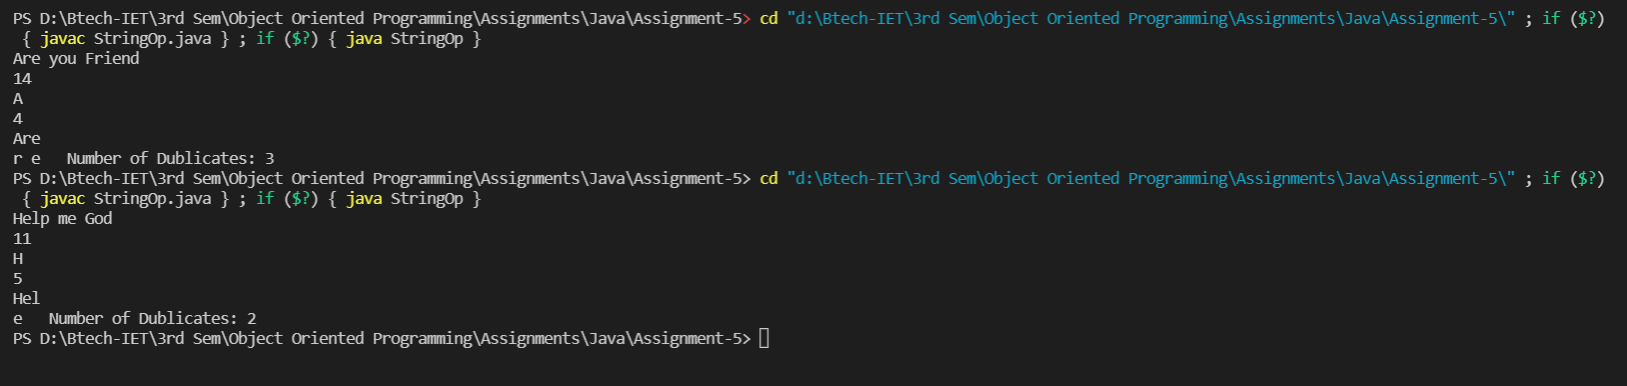 PS D:\Btech-IET\3rd Sem\Object Oriented Programming\Assignments\Java\Assignment-5> cd "d:\Btech-IET\3rd Sem\Object Oriented Programming\Assignments\Java\Assignment-5\" ; if ($?)
 { javac StringOp.java } ; if ($?) { java StringOp }
Are you Friend
14
A
4
Are
r e   Number of Dublicates: 3
PS D:\Btech-IET\3rd Sem\Object Oriented Programming\Assignments\Java\Assignment-5> cd "d:\Btech-IET\3rd Sem\Object Oriented Programming\Assignments\Java\Assignment-5\" ; if ($?)
 { javac StringOp.java } ; if ($?) { java StringOp }
Help me God
11
H
5
Hel
e   Number of Dublicates: 2
PS D:\Btech-IET\3rd Sem\Object Oriented Programming\Assignments\Java\Assignment-5>